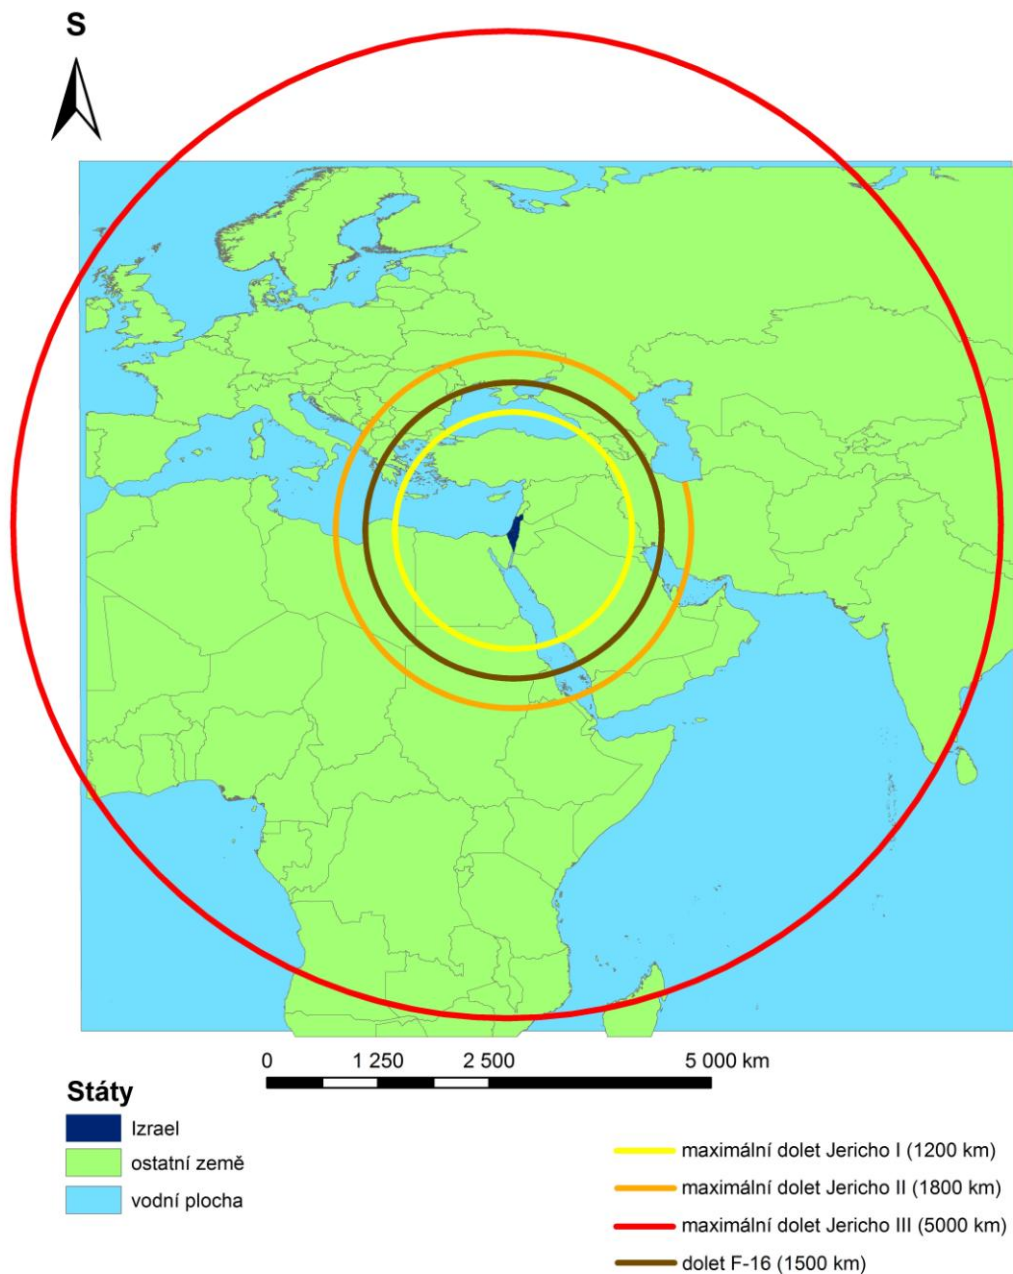 S
0 1 250 2 500 5 000 km
Státy
Izrael
ostatní země
vodní plocha
maximální dolet Jericho I (1200 km)
maximální dolet Jericho II (1800 km)
maximální dolet Jericho III (5000 km)
dolet F-16 (1500 km)